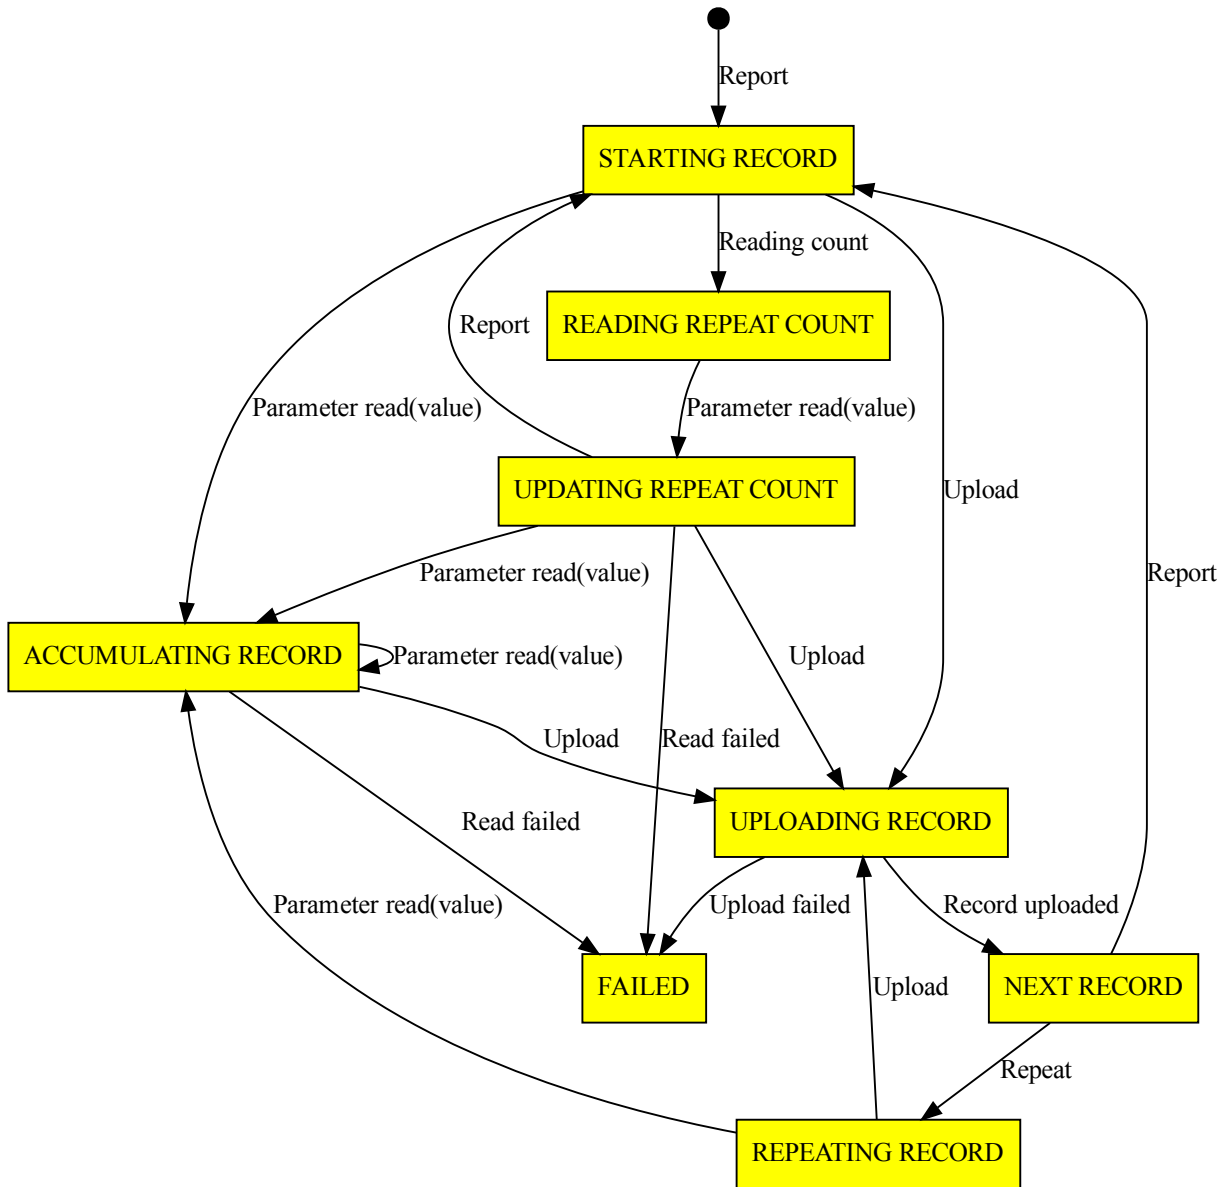 Report
STARTING RECORD
Reading count
READING REPEAT COUNT
Report
Parameter read(value)
Parameter read(value)
UPDATING REPEAT COUNT
Upload
Parameter read(value)
Report
ACCUMULATING RECORD
Parameter read(value)
Upload
Upload
Read failed
Read failed
UPLOADING RECORD
Parameter read(value)
Upload failed
Record uploaded
FAILED
Upload
NEXT RECORD
Repeat
REPEATING RECORD